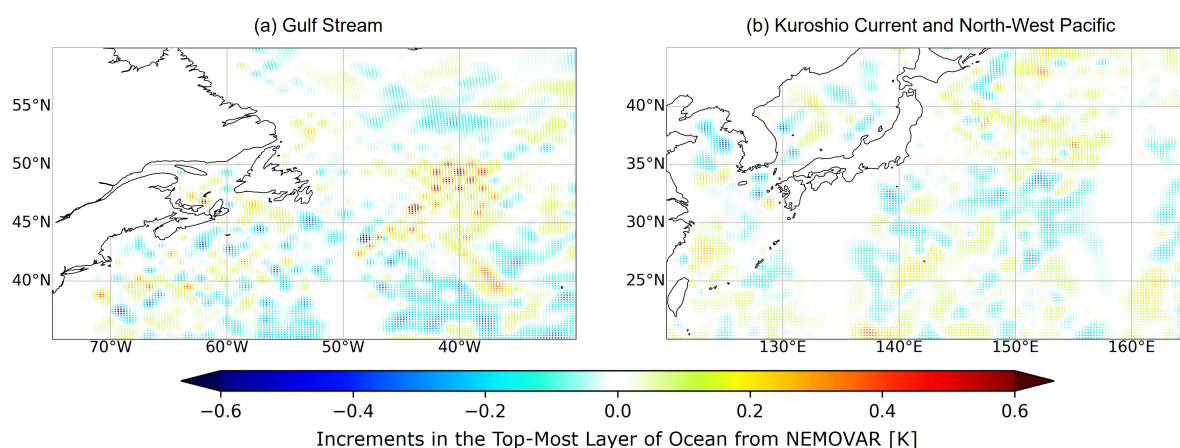 (a) Gulf Stream
(b) Kuroshio Current and North-West Pacific
55°N
50°N
45°N
40°N
70°W 60°W 50°W 40°W
40°N
35°N
30°N
25°N
130°E 140°E 150°E 160°E
−0.6 −0.4 −0.2 0.0 0.2 0.4 0.6
Increments in the Top-Most Layer of Ocean from NEMOVAR [K]